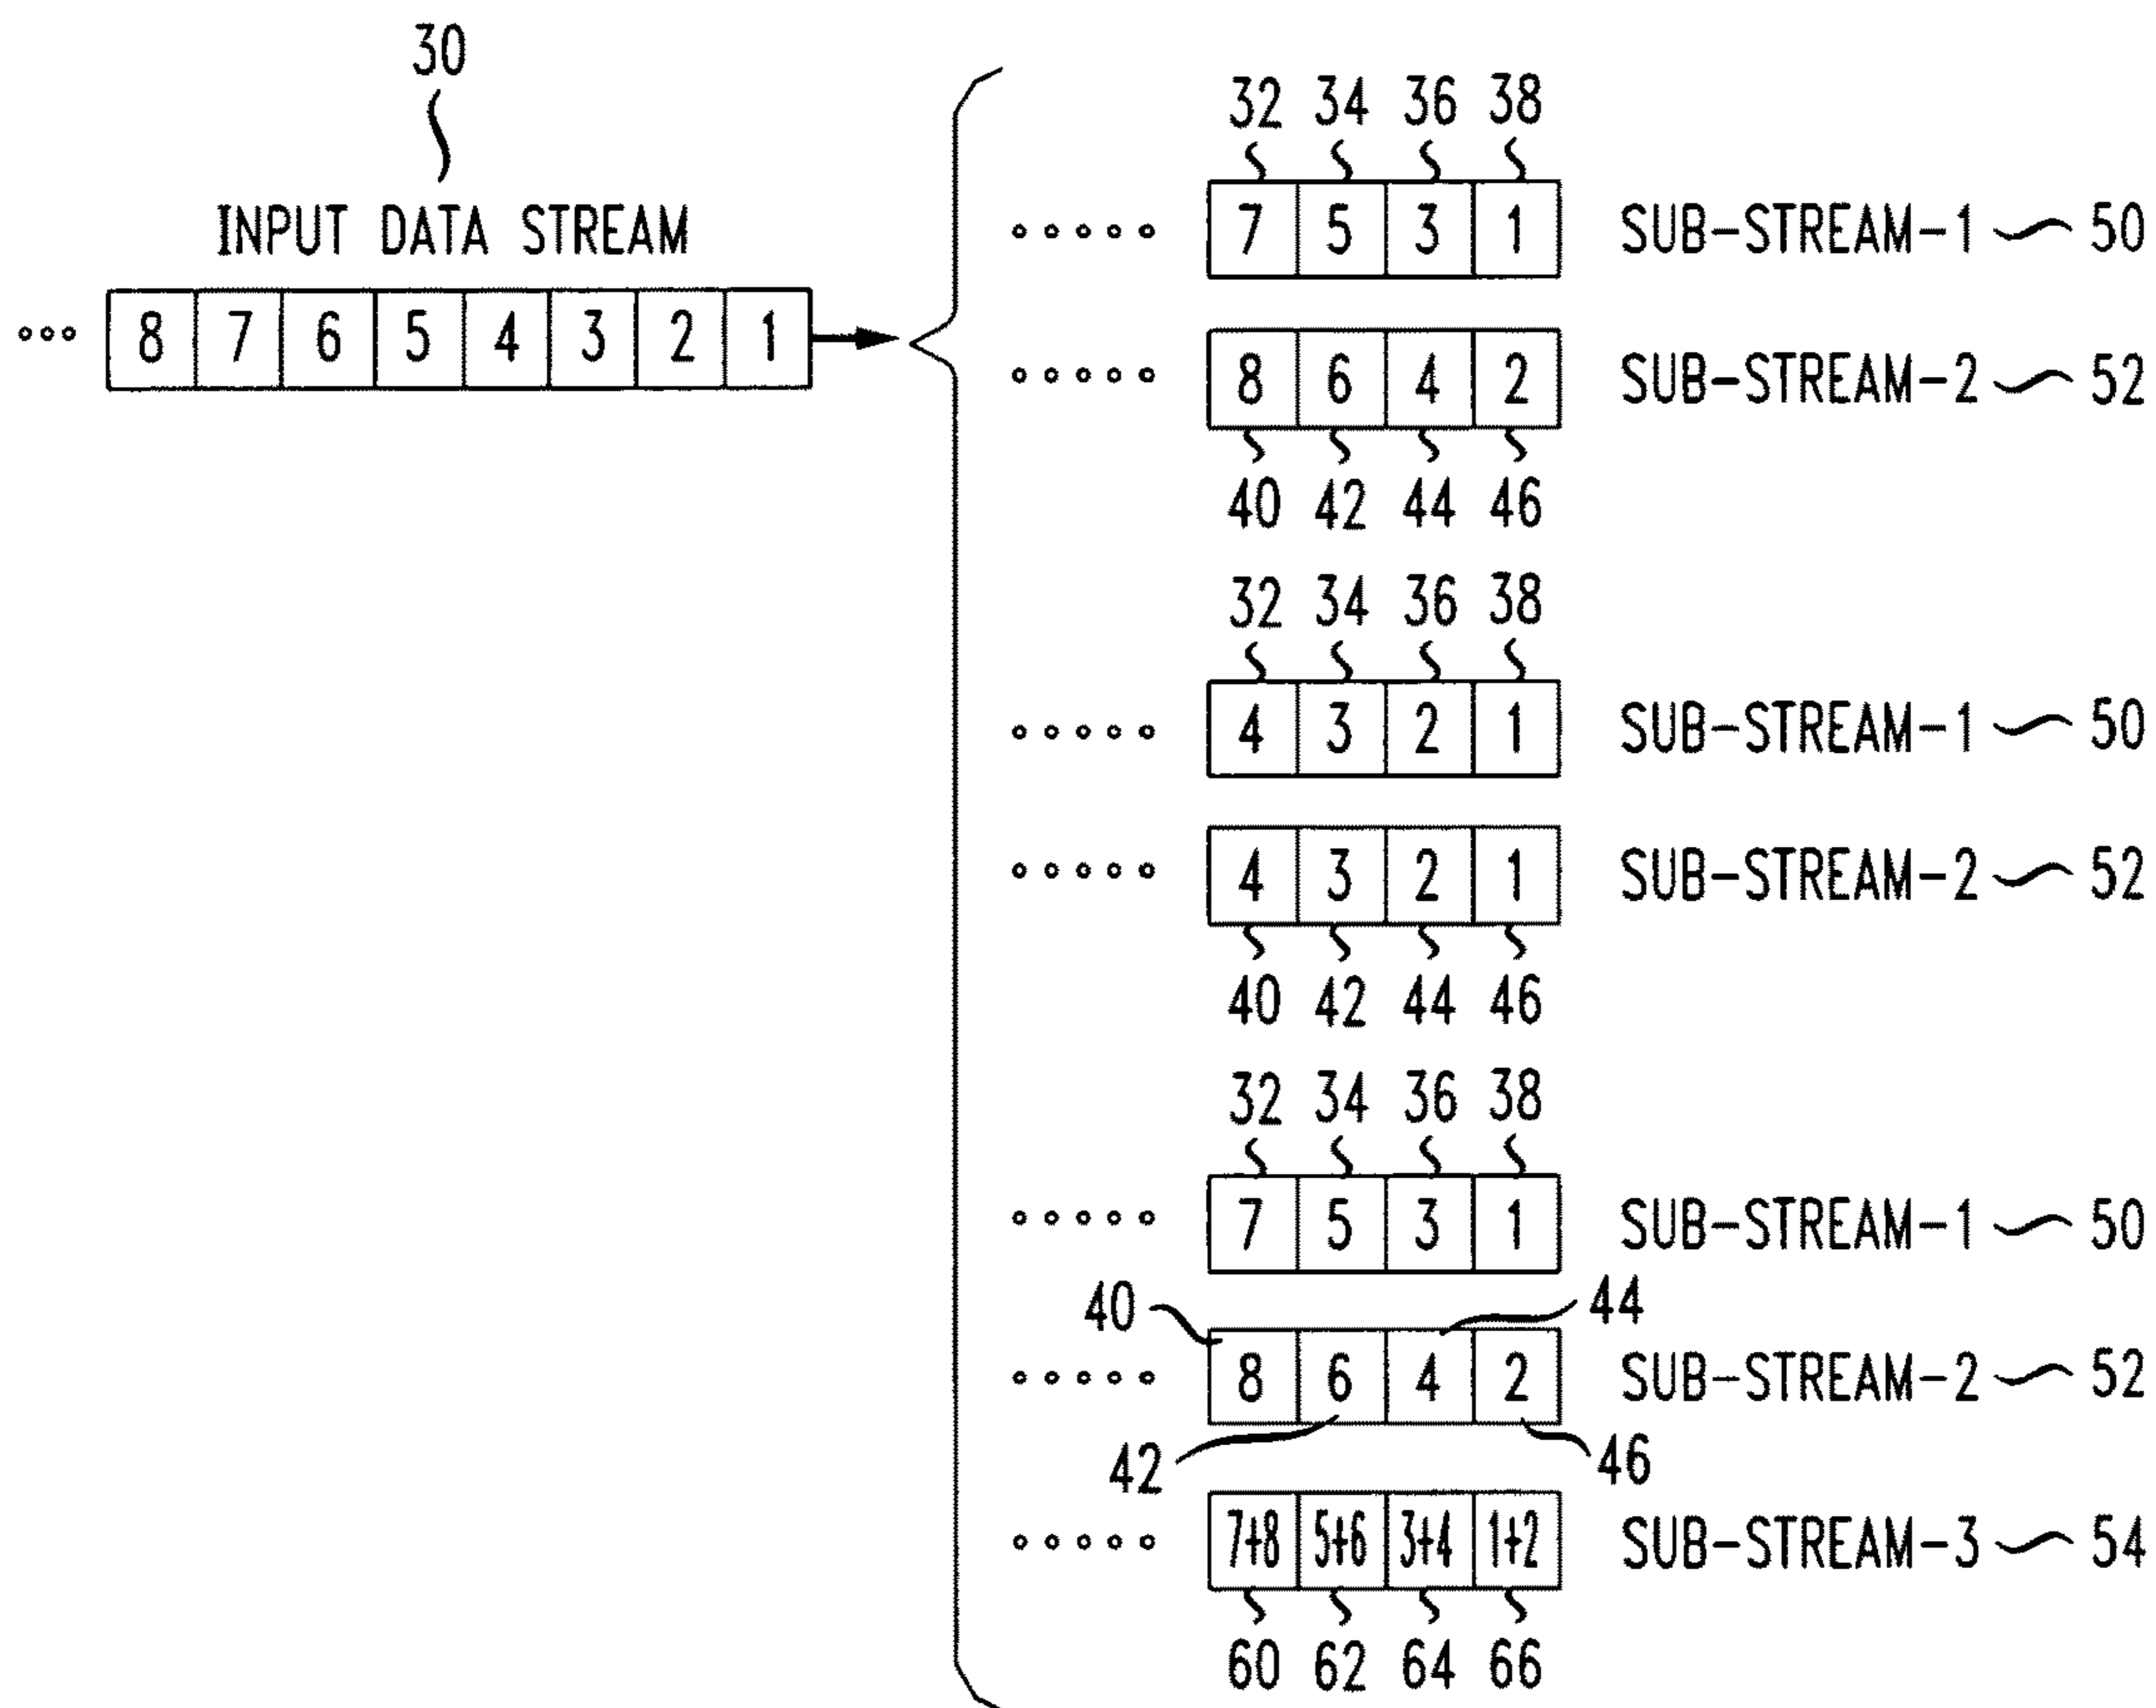 30
INPUT DATA STREAM
8 7 6 5 4 3 2 1
32 34 36 38
7 5 3 1 SUB-STREAM-1 50
8 6 4 2 SUB-STREAM-2 52
40 42 44 46
32 34 36 38
4 3 2 1 SUB-STREAM-1 50
4 3 2 1 SUB-STREAM-2 52
40 42 44 46
32 34 36 38
7 5 3 1 SUB-STREAM-1 50
40 44
8 6 4 2 SUB-STREAM-2 52
42 46
7+8 5+6 3+4 1+2 SUB-STREAM-3 54
60 62 64 66